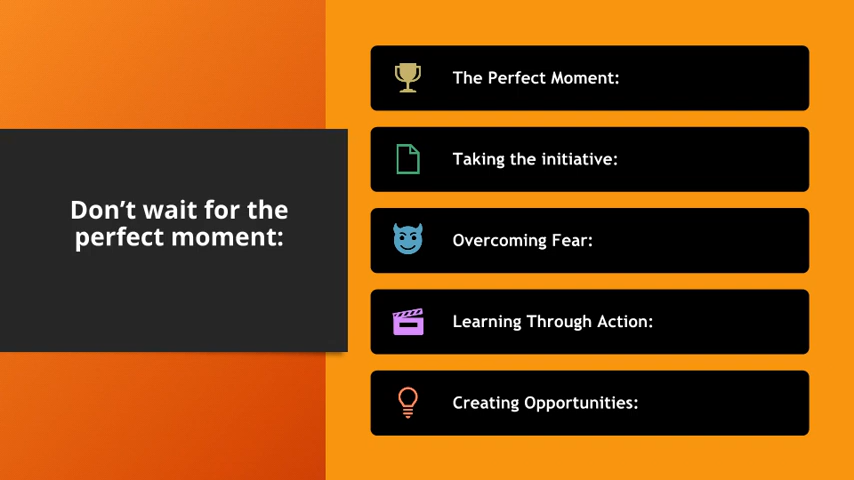 Don’t wait for the
perfect moment:
The Perfect Moment:
Taking the initiative:
Overcoming Fear:
Learning Through Action:
Creating Opportunities: